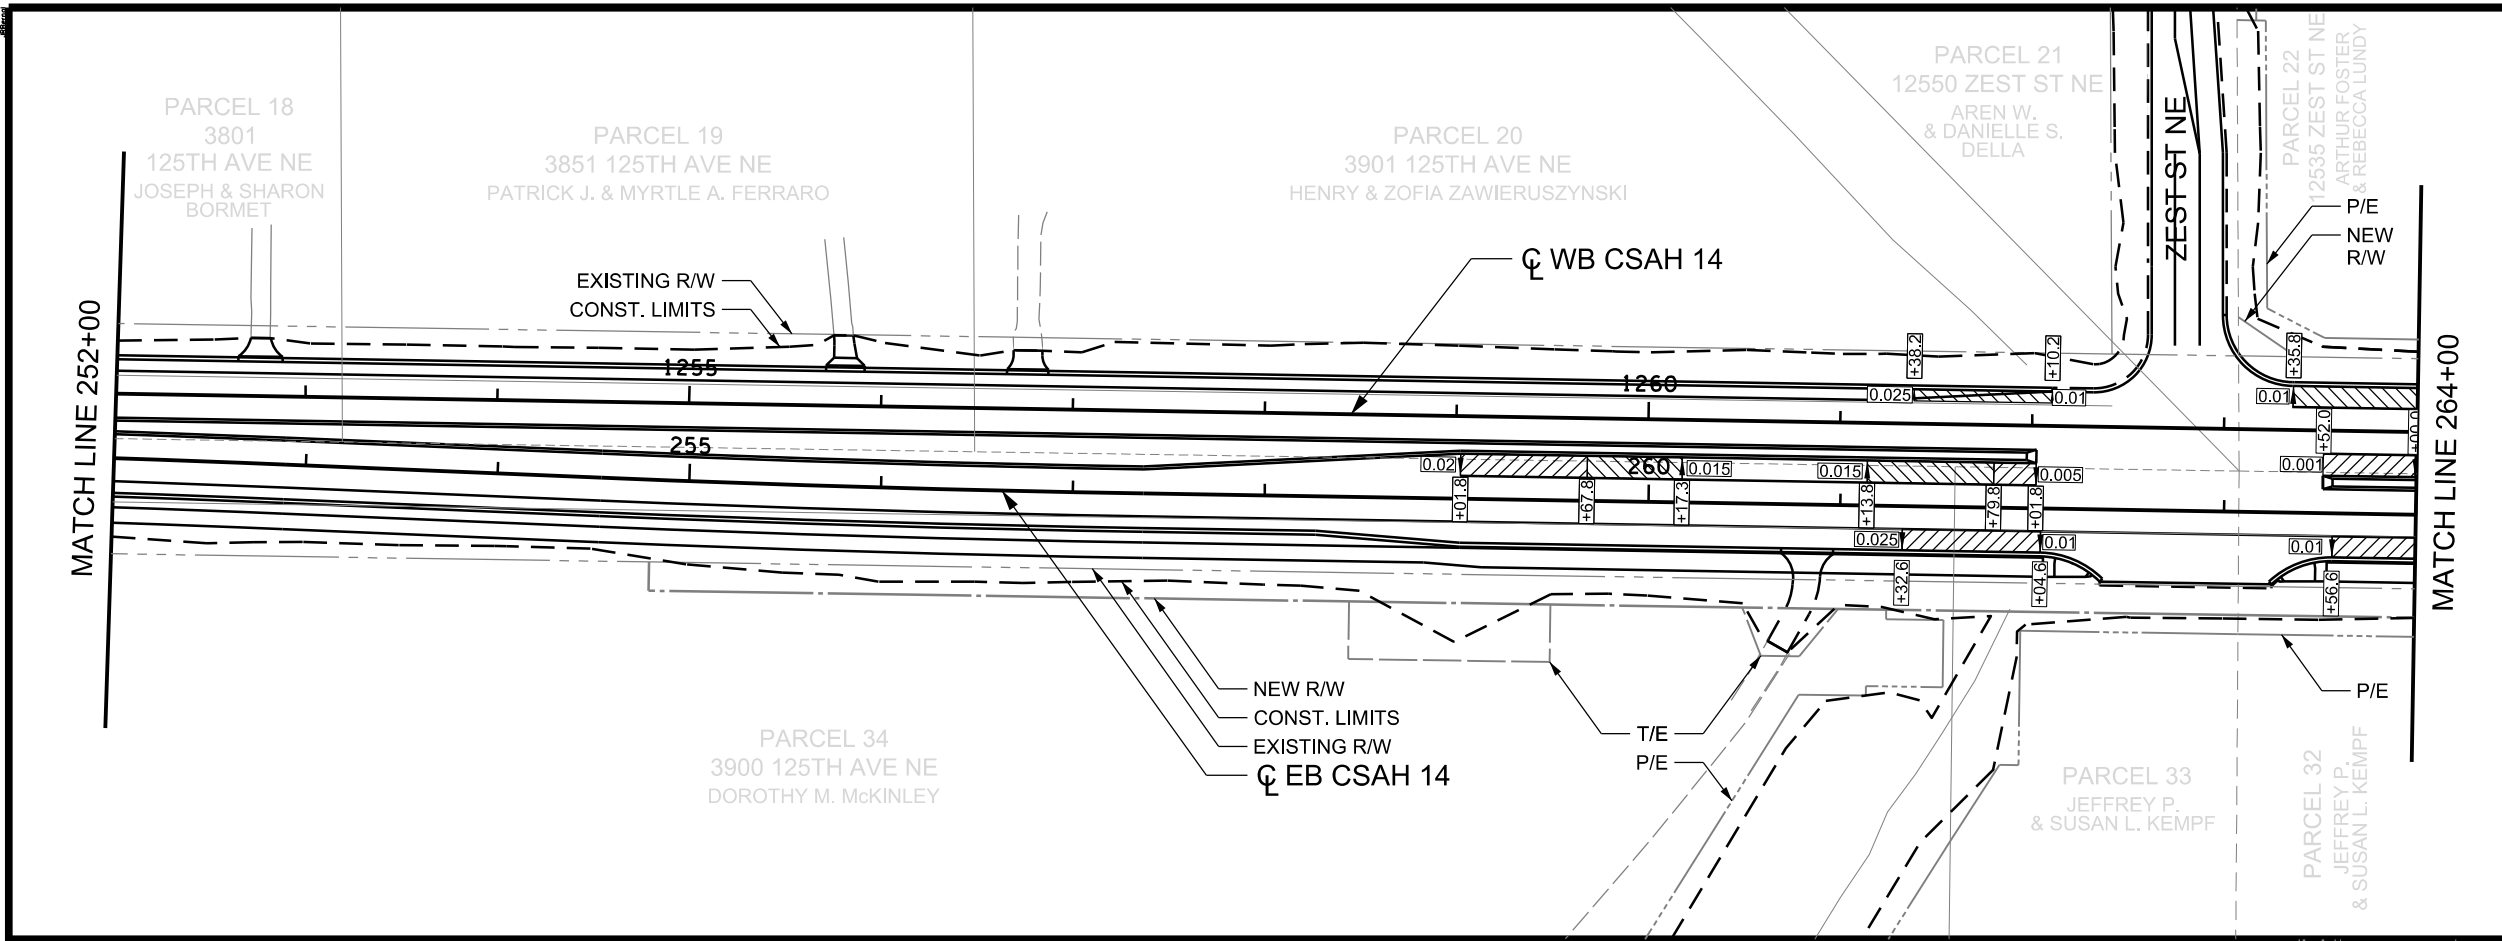 PARCEL 18
3801
125TH AVE NE
JOSEPH & SHARON
BORMET
PARCEL 19
3851 125TH AVE NE
PATRICK J. & MYRTLE A. FERRARO
PARCEL 20
3901 125TH AVE NE
HENRY & ZOFIA ZAWIERUSZYNSKI
PARCEL 21
12550 ZEST ST NE
AREN W.
& DANIELLE S.
DELLA
ZEST ST NE
PARCEL 22
12535 ZEST ST NE
ARTHUR FOSTER
& REBECCA LUNDY
P/E
NEW
R/W
EXISTING R/W
CONST. LIMITS
℄ WB CSAH 14
MATCH LINE 252+00
MATCH LINE 264+00
1255
1260
255
260
+38.2
+10.2
+35.8
0.025
0.01
0.01
+52.0
+00.0
0.02
0.015
0.015
0.005
0.001
+01.8
+67.8
+17.3
+13.8
+79.8
+01.8
0.025
0.01
0.01
+32.6
+04.6
+56.6
NEW R/W
CONST. LIMITS
EXISTING R/W
℄ EB CSAH 14
T/E
P/E
P/E
PARCEL 34
3900 125TH AVE NE
DOROTHY M. McKINLEY
PARCEL 33
JEFFREY P.
& SUSAN L. KEMPF
PARCEL 32
JEFFREY P.
& SUSAN L. KEMPF